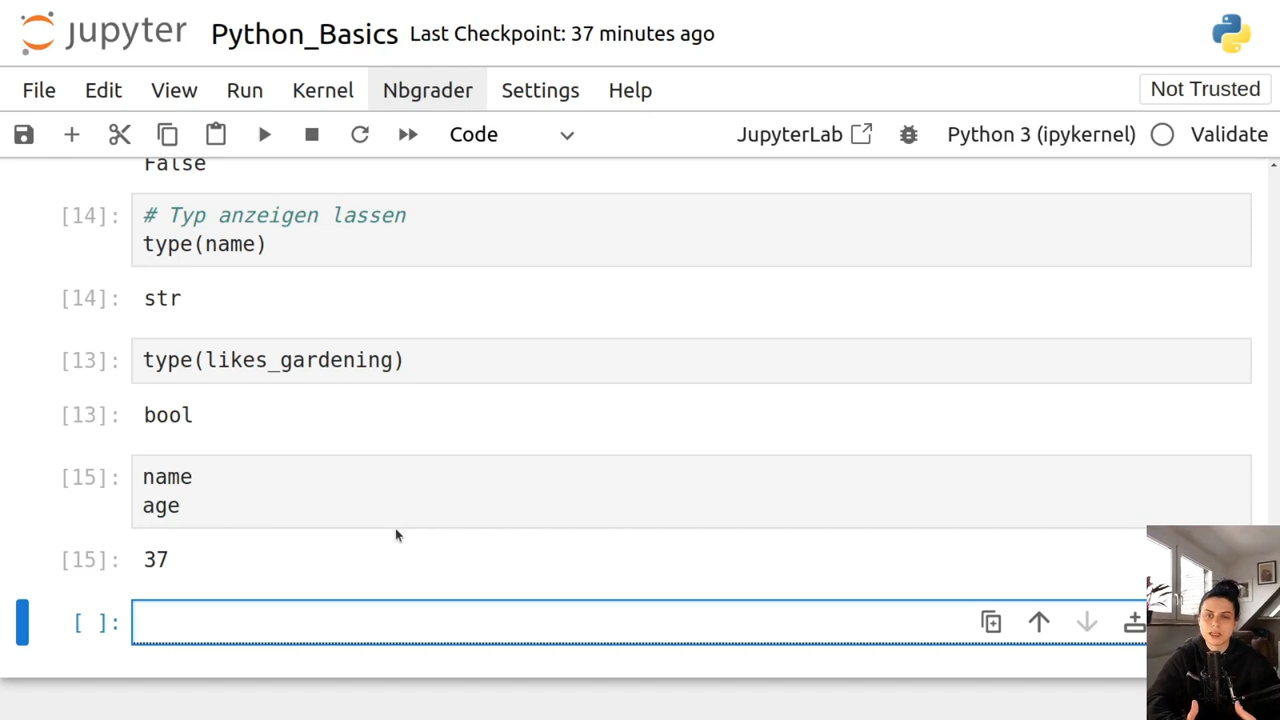 jupyter Python_Basics Last Checkpoint: 37 minutes ago
File Edit View Run Kernel Nbgrader Settings Help Not Trusted
Code JupyterLab Python 3 (ipykernel) Validate
False
[14]: # Typ anzeigen lassen
type(name)
[14]: str
[13]: type(likes_gardening)
[13]: bool
[15]: name
age
[15]: 37
[ ]: